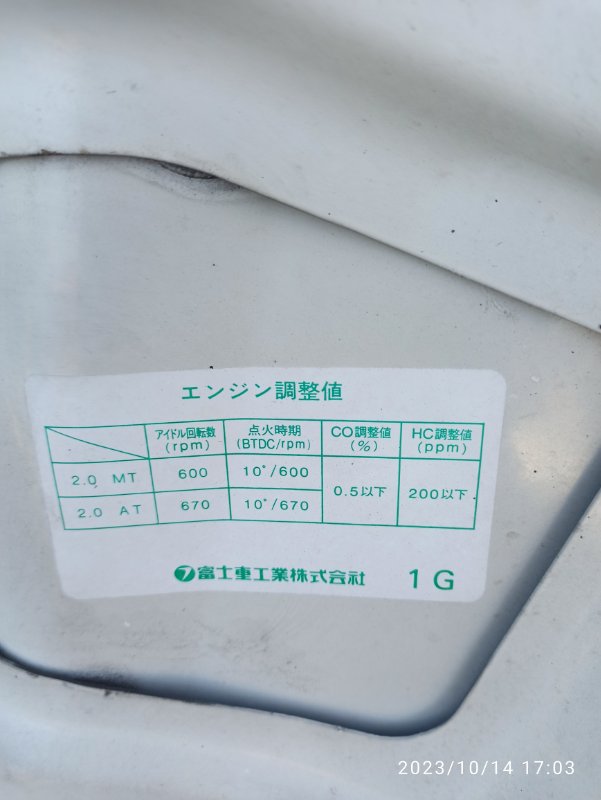 エンジン調整値
アイドル回転数 (rpm) 点火時期 (BTDC/rpm) CO調整値 (%) HC調整値 (ppm)
2.0 MT 600 10°/600 0.5以下 200以下
2.0 AT 670 10°/670
富士重工業株式会社 1G
2023/10/14 17:03